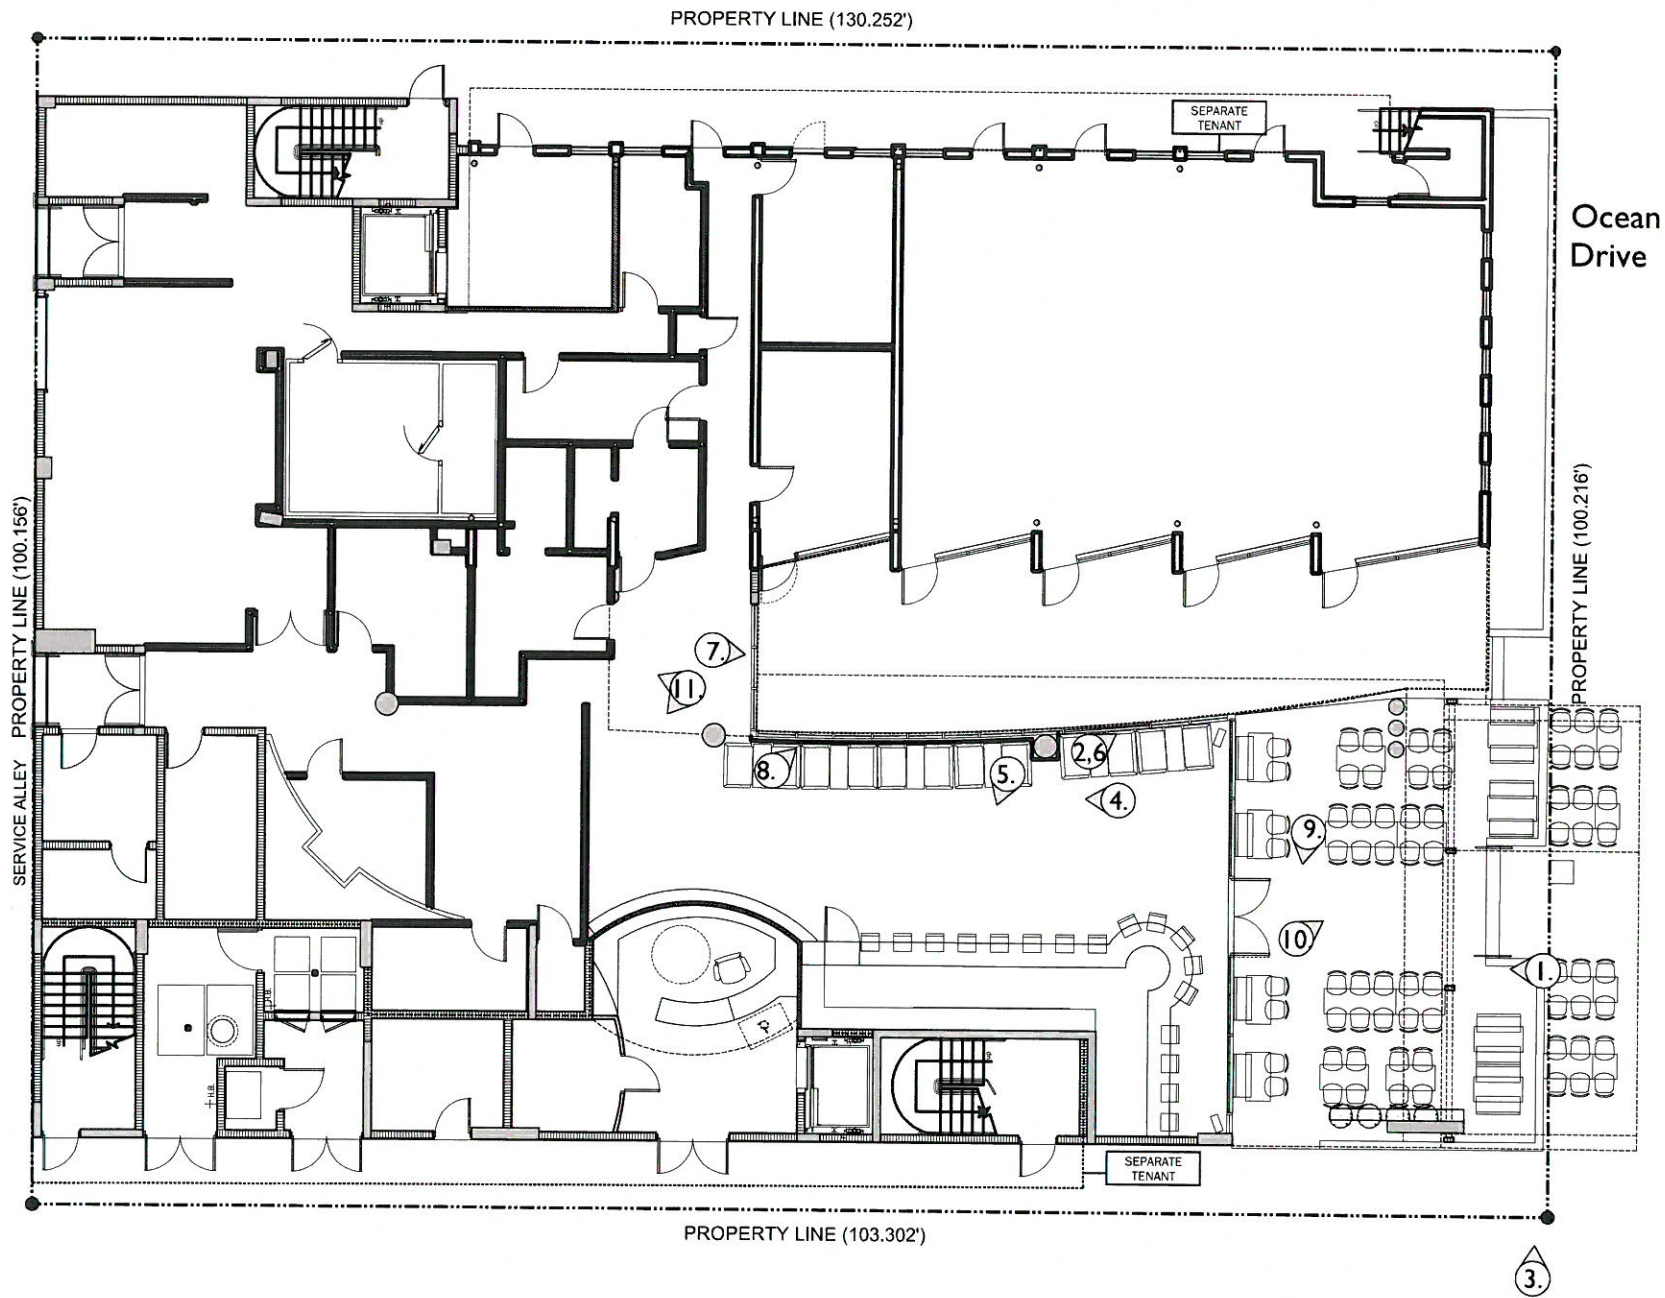 PROPERTY LINE (130.252')
SEPARATE
TENANT
Ocean
Drive
PROPERTY LINE (100.216')
SERVICE ALLEY PROPERTY LINE (100.156')
7.
11.
8.
5.
2,6
4.
9.
10.
1.
H.B.
H.B.
SEPARATE
TENANT
PROPERTY LINE (103.302')
3.